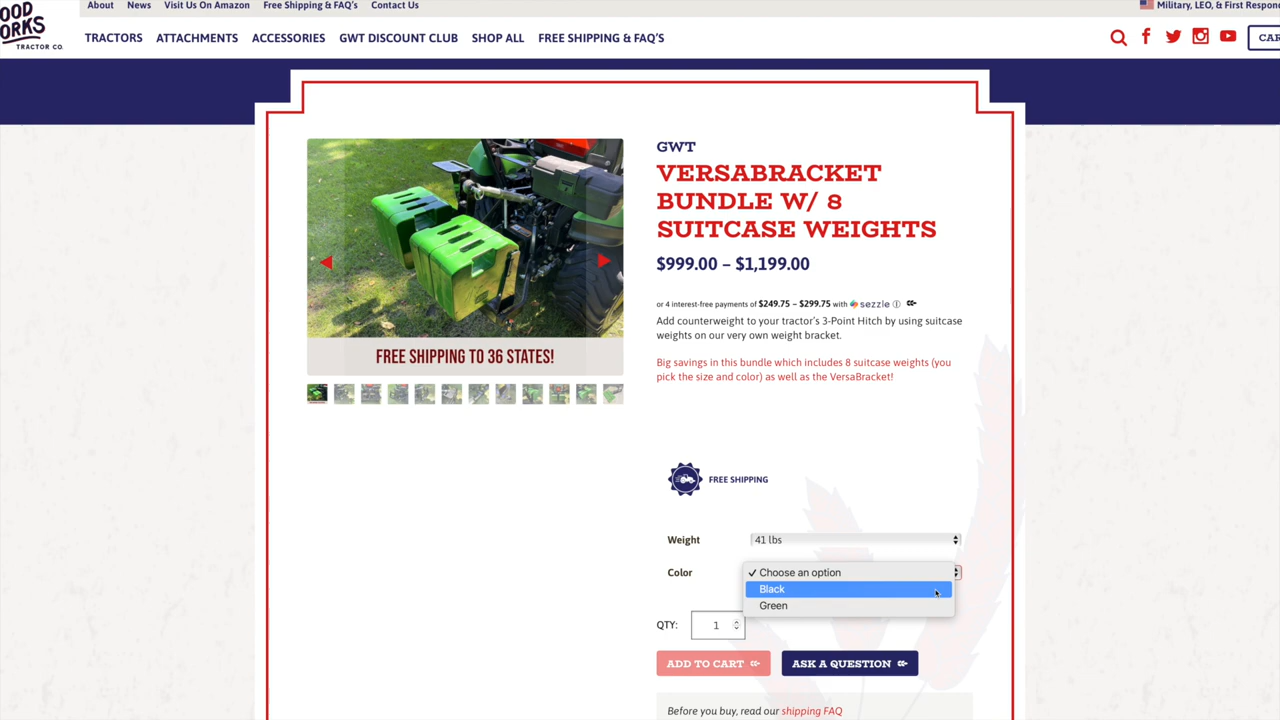 About News Visit Us On Amazon Free Shipping & FAQ's Contact Us
Military, LEO, & First Respon
OOD
ORKS
TRACTOR CO.
TRACTORS ATTACHMENTS ACCESSORIES GWT DISCOUNT CLUB SHOP ALL FREE SHIPPING & FAQ'S
CAR
GWT
VERSABRACKET
BUNDLE W/ 8
SUITCASE WEIGHTS
$999.00 – $1,199.00
or 4 interest-free payments of $249.75 – $299.75 with sezzle
Add counterweight to your tractor's 3-Point Hitch by using suitcase
weights on our very own weight bracket.
FREE SHIPPING TO 36 STATES!
Big savings in this bundle which includes 8 suitcase weights (you
pick the size and color) as well as the VersaBracket!
FREE SHIPPING
Weight 41 lbs
Color ✓ Choose an option
Black
Green
QTY: 1
ADD TO CART ASK A QUESTION
Before you buy, read our shipping FAQ